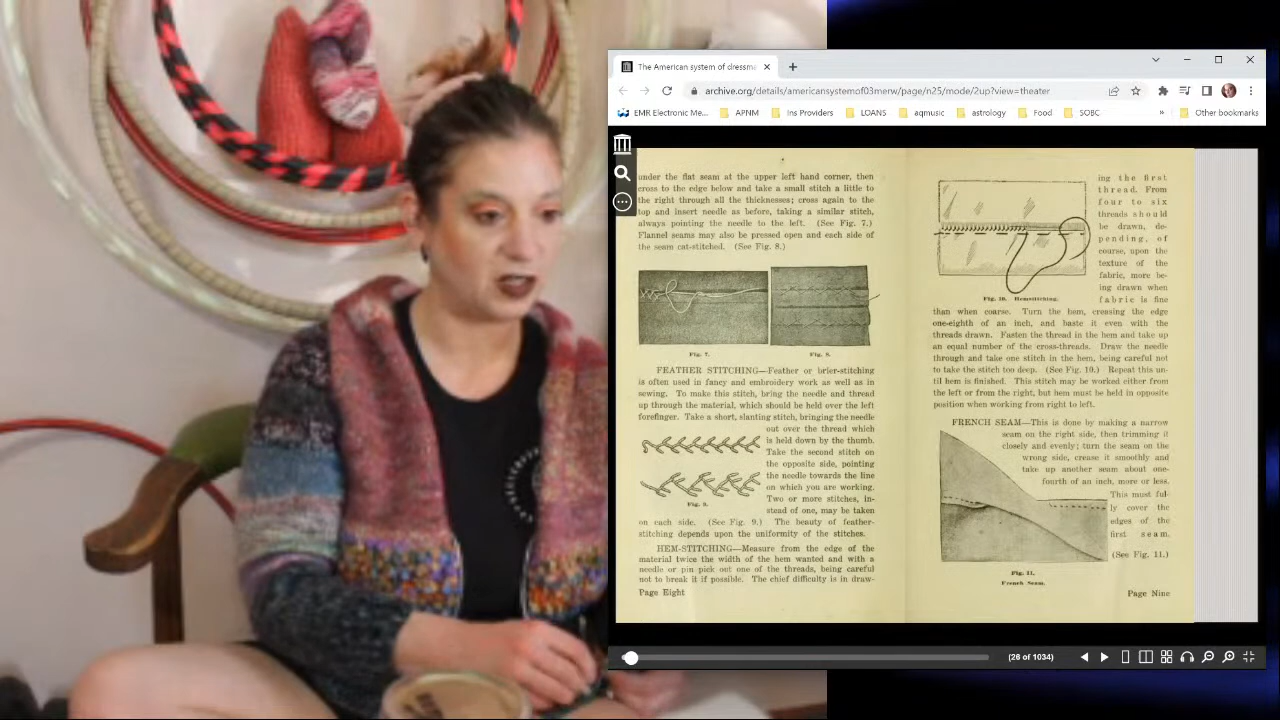 The American system of dressma
archive.org/details/americansystemof03merw/page/n25/mode/2up?view=theater
EMR Electronic Me...
APNM
Ins Providers
LOANS
aqmusic
astrology
Food
SOBC
»
Other bookmarks
under the flat seam at the upper left hand corner, then
cross to the edge below and take a small stitch a little to
the right through all the thicknesses; cross again to the
top and insert needle as before, taking a similar stitch,
always pointing the needle to the left. (See Fig. 7.)
Flannel seams may also be pressed open and each side of
the seam cat-stitched. (See Fig. 8.)
Fig. 7.
Fig. 8.
FEATHER STITCHING—Feather or brier-stitching
is often used in fancy and embroidery work as well as in
sewing. To make this stitch, bring the needle and thread
up through the material, which should be held over the left
forefinger. Take a short, slanting stitch, bringing the needle
out over the thread which
is held down by the thumb.
Take the second stitch on
the opposite side, pointing
the needle towards the line
on which you are working.
Two or more stitches, in-
stead of one, may be taken
Fig. 9.
on each side. (See Fig. 9.) The beauty of feather-
stitching depends upon the uniformity of the stitches.
HEM-STITCHING—Measure from the edge of the
material twice the width of the hem wanted and with a
needle or pin pick out one of the threads, being careful
not to break it if possible. The chief difficulty is in draw-
Page Eight
ing the first
thread. From
four to six
threads should
be drawn, de-
pending, of
course, upon the
texture of the
fabric, more be-
ing drawn when
fabric is fine
Fig. 10. Hemstitching.
than when coarse. Turn the hem, creasing the edge
one-eighth of an inch, and baste it even with the
threads drawn. Fasten the thread in the hem and take up
an equal number of the cross-threads. Draw the needle
through and take one stitch in the hem, being careful not
to take the stitch too deep. (See Fig. 10.) Repeat this un-
til hem is finished. This stitch may be worked either from
the left or from the right, but hem must be held in opposite
position when working from right to left.
FRENCH SEAM—This is done by making a narrow
seam on the right side, then trimming it
closely and evenly; turn the seam on the
wrong side, crease it smoothly and
take up another seam about one-
fourth of an inch, more or less.
This must ful-
ly cover the
edges of the
first seam.
(See Fig. 11.)
Fig. 11.
French Seam.
Page Nine
(26 of 1034)